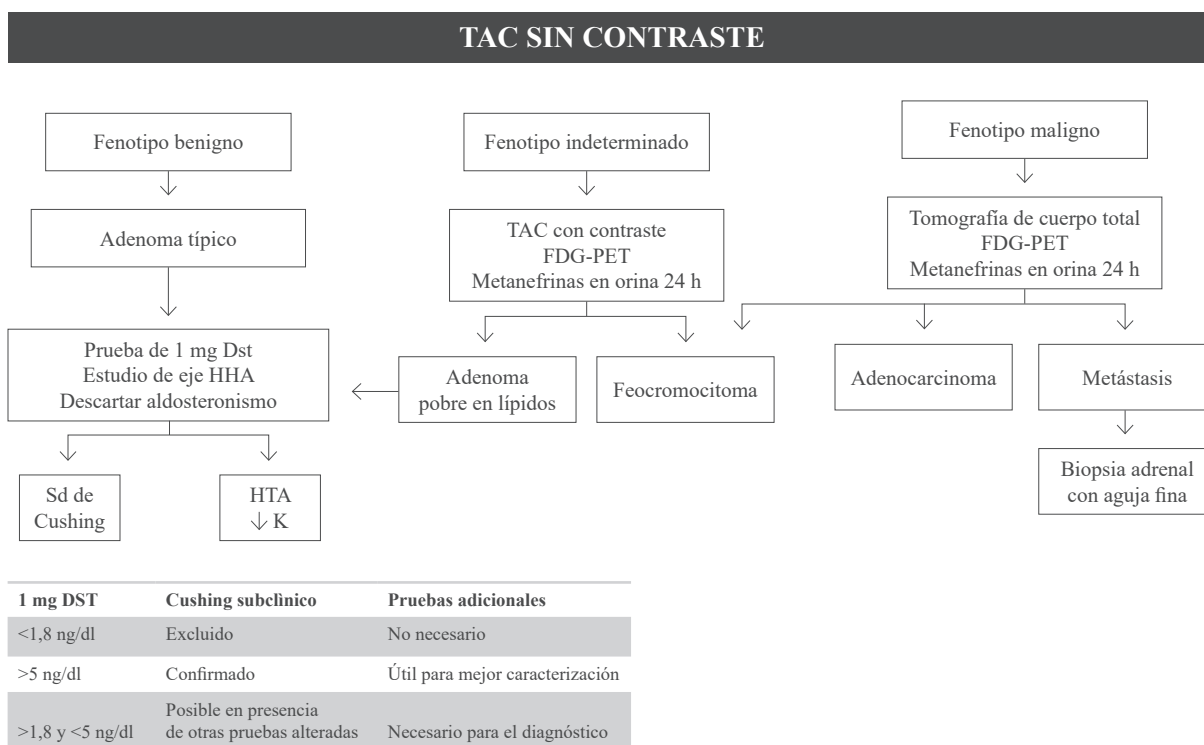 TAC SIN CONTRASTE
Fenotipo benigno
Fenotipo indeterminado
Fenotipo maligno
Adenoma típico
TAC con contraste
FDG-PET
Metanefrinas en orina 24 h
Tomografía de cuerpo total
FDG-PET
Metanefrinas en orina 24 h
Prueba de 1 mg Dst
Estudio de eje HHA
Descartar aldosteronismo
Adenoma
pobre en lípidos
Feocromocitoma
Adenocarcinoma
Metástasis
Sd de
Cushing
HTA
↓ K
Biopsia adrenal
con aguja fina
1 mg DST Cushing subclìnico Pruebas adicionales
<1,8 ng/dl Excluido No necesario
>5 ng/dl Confirmado Útil para mejor caracterización
>1,8 y <5 ng/dl Posible en presencia
de otras pruebas alteradas Necesario para el diagnóstico